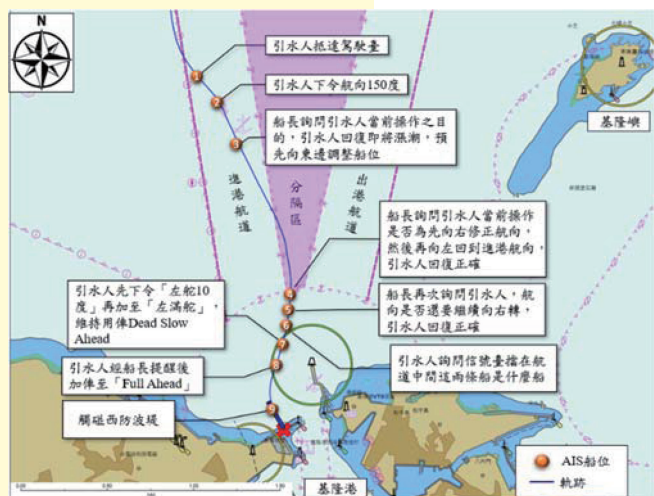 N
引水人抵達駕駛臺
引水人下令航向150度
船長詢問引水人當前操作之目
的，引水人回復即將漲潮，預
先向東邊調整船位
基隆嶼
進港航道
分隔區
出港航道
船長詢問引水人當前操作
是否為先向右修正航向，
然後再向左回到進港航向，
引水人回復正確
引水人先下令「左舵10
度」再加至「左滿舵」，
維持用俥Dead Slow
Ahead
船長再次詢問引水人，航
向是否還要繼續向右轉，
引水人回復正確
引水人經船長提醒後
加俥至「Full Ahead」
引水人詢問信號臺擋在航
道中間這兩條船是什麼船
觸碰西防波堤
基隆港
AIS船位
軌跡
1
2
3
4
5
6
7
8
9